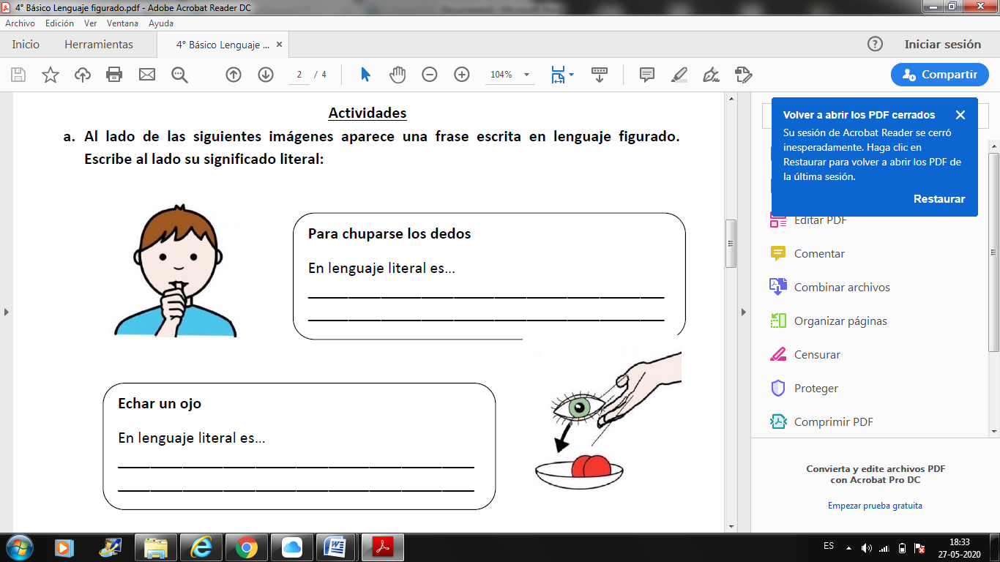 4° Básico Lenguaje figurado.pdf - Adobe Acrobat Reader DC
Archivo Edición Ver Ventana Ayuda
Inicio Herramientas 4° Básico Lenguaje ... ×
? Iniciar sesión
2 / 4 104% Compartir
Actividades
a. Al lado de las siguientes imágenes aparece una frase escrita en lenguaje figurado.
Escribe al lado su significado literal:
Para chuparse los dedos
En lenguaje literal es...
Echar un ojo
En lenguaje literal es...
Volver a abrir los PDF cerrados
Su sesión de Acrobat Reader se cerró
inesperadamente. Haga clic en
Restaurar para volver a abrir los PDF de
la última sesión.
Restaurar
Editar PDF
Comentar
Combinar archivos
Organizar páginas
Censurar
Proteger
Comprimir PDF
Convierta y edite archivos PDF
con Acrobat Pro DC
Empezar prueba gratuita
ES 18:33
27-05-2020